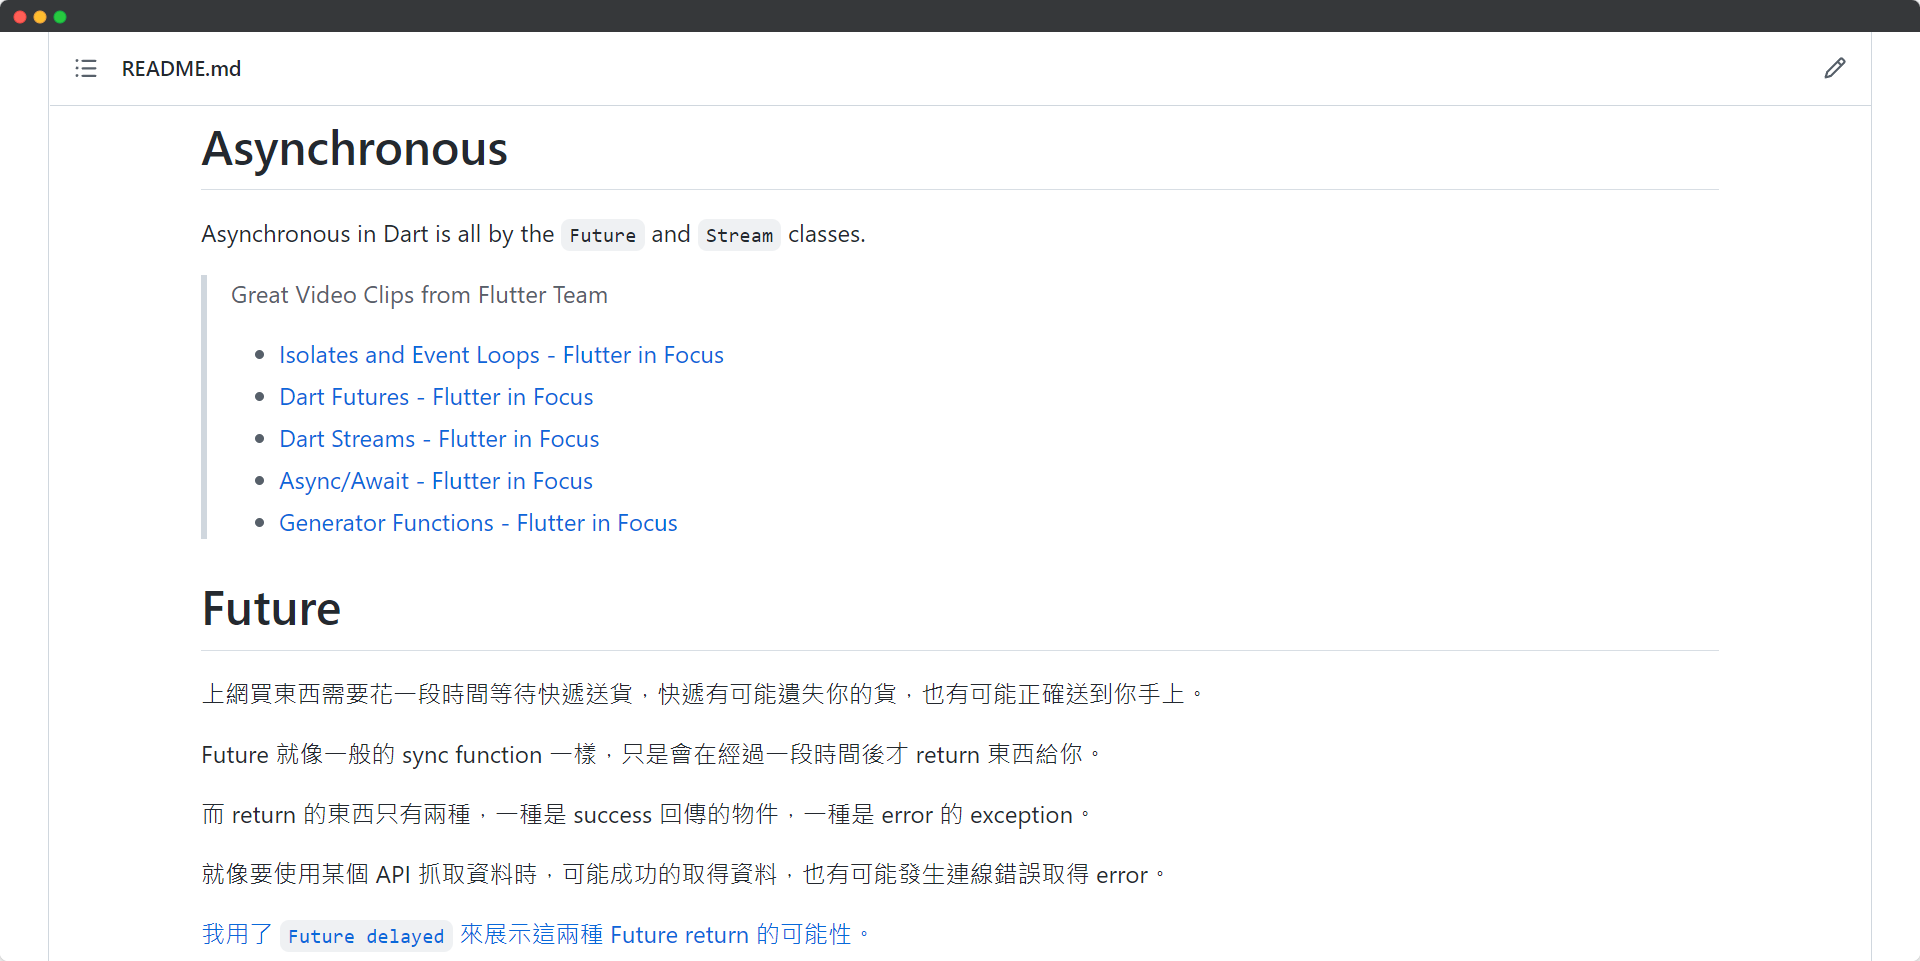 README.md
Asynchronous
Asynchronous in Dart is all by the Future and Stream classes.
Great Video Clips from Flutter Team
Isolates and Event Loops - Flutter in Focus
Dart Futures - Flutter in Focus
Dart Streams - Flutter in Focus
Async/Await - Flutter in Focus
Generator Functions - Flutter in Focus
Future
上網買東西需要花一段時間等待快遞送貨，快遞有可能遺失你的貨，也有可能正確送到你手上。
Future 就像一般的 sync function 一樣，只是會在經過一段時間後才 return 東西給你。
而 return 的東西只有兩種，一種是 success 回傳的物件，一種是 error 的 exception。
就像要使用某個 API 抓取資料時，可能成功的取得資料，也有可能發生連線錯誤取得 error。
我用了 Future delayed 來展示這兩種 Future return 的可能性。